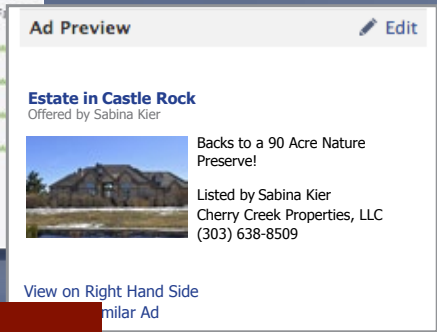 Ad Preview
Edit
Estate in Castle Rock
Offered by Sabina Kier
Backs to a 90 Acre Nature
Preserve!
Listed by Sabina Kier
Cherry Creek Properties, LLC
(303) 638-8509
View on Right Hand Side
Ad